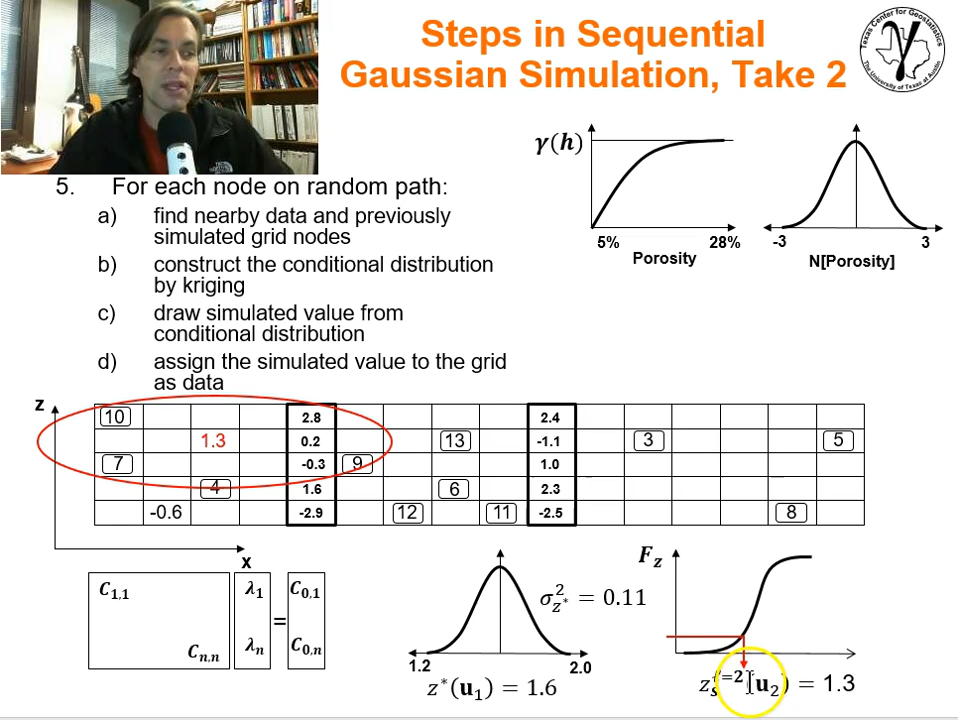 Steps in Sequential
Gaussian Simulation, Take 2
Texas Center for Geostatistics
The University of Texas at Austin
5. For each node on random path:
a) find nearby data and previously
simulated grid nodes
b) construct the conditional distribution
by kriging
c) draw simulated value from
conditional distribution
d) assign the simulated value to the grid
as data
γ(h)
5% 28%
Porosity
-3 3
N[Porosity]
z
10 2.8 2.4
1.3 0.2 13 -1.1 3 5
7 -0.3 9 1.0
4 1.6 6 2.3
-0.6 -2.9 12 11 -2.5 8
x
C1,1 λ1 C0,1
=
Cn,n λn C0,n
σ²z* = 0.11
1.2 2.0
z*(u1) = 1.6
Fz
(u2) = 1.3